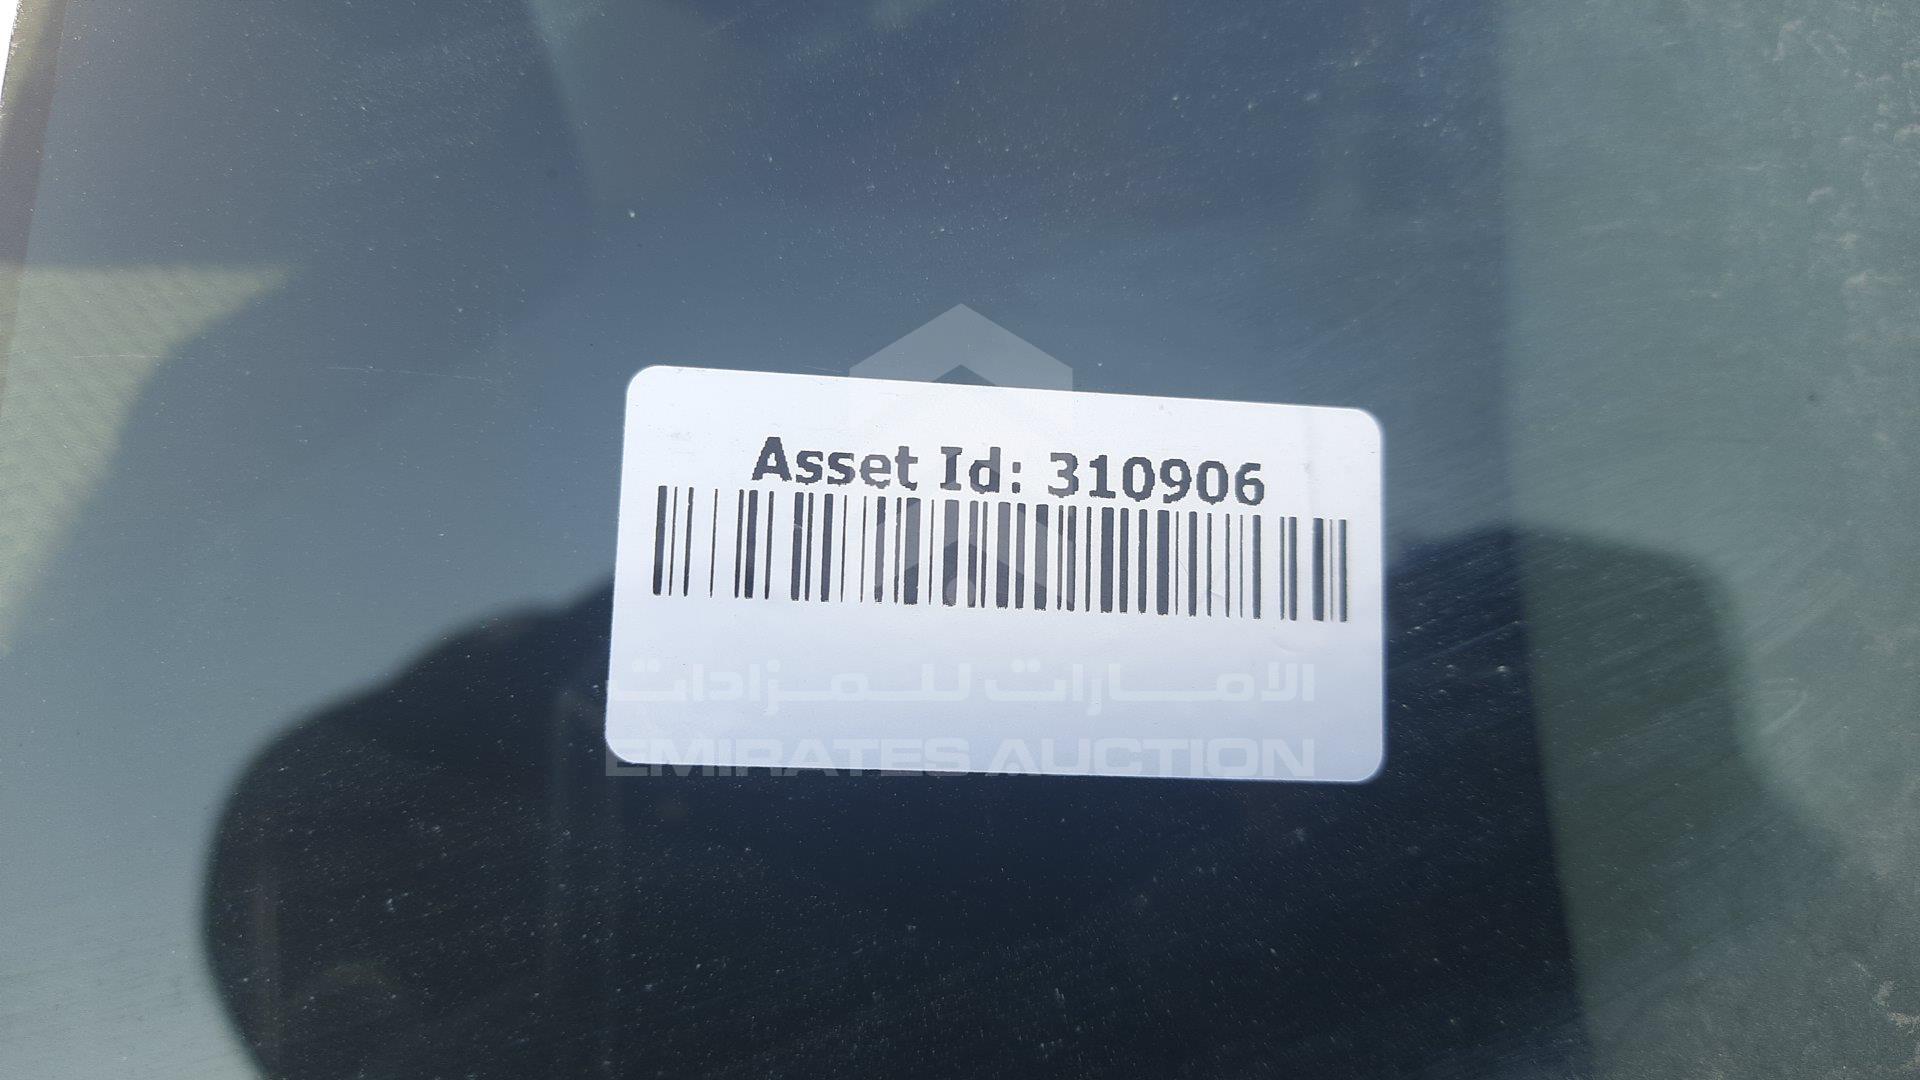 Asset Id: 310906
الامارات للمزادات
EMIRATES AUCTION